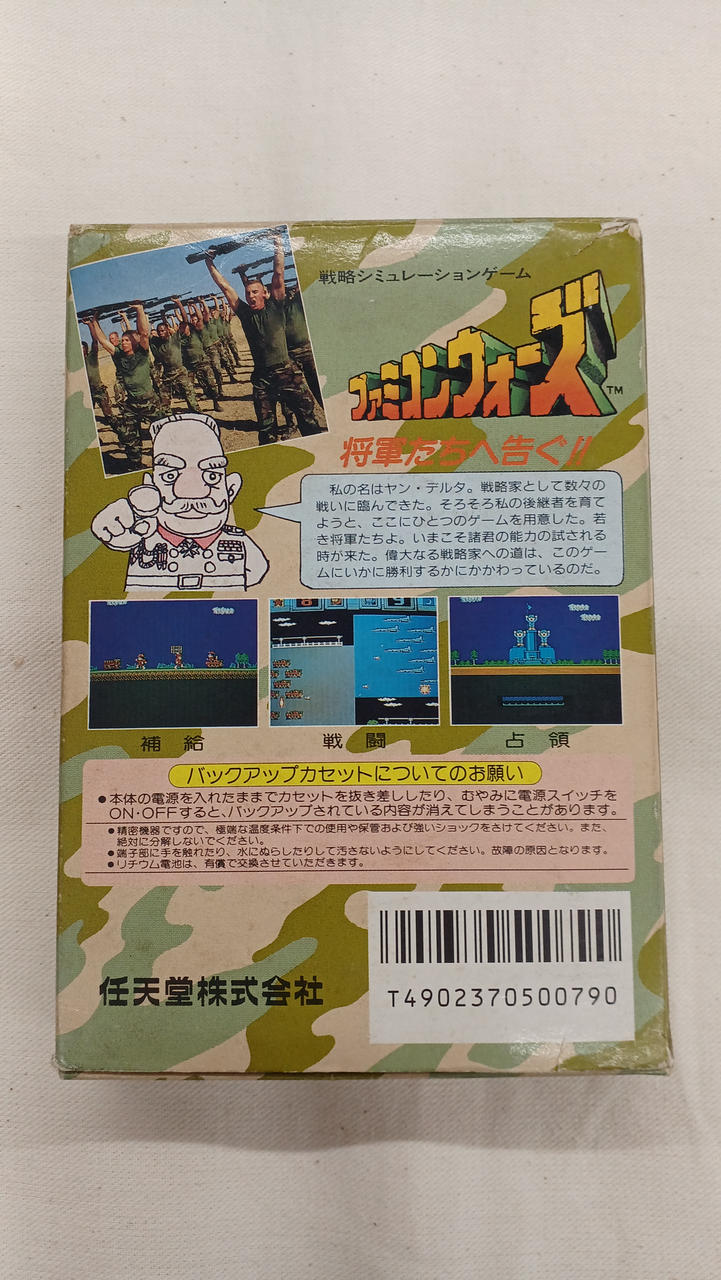 戦略シミュレーションゲーム
ファミコンウォーズ™
将軍たちへ告ぐ!!
私の名はヤン・デルタ。戦略家として数々の
戦いに臨んできた。そろそろ私の後継者を育て
ようと、ここにひとつのゲームを用意した。若
き将軍たちよ。いまこそ諸君の能力の試される
時が来た。偉大なる戦略家への道は、このゲー
ムにいかに勝利するかにかかわっているのだ。
補給
戦闘
占領
バックアップカセットについてのお願い
●本体の電源を入れたままでカセットを抜き差ししたり、むやみに電源スイッチを
ON・OFFすると、バックアップされている内容が消えてしまうことがあります。
●精密機器ですので、極端な温度条件下での使用や保管および強いショックをさけてください。また、
絶対に分解しないでください。
●端子部に手を触れたり、水にぬらしたりして汚さないようにしてください。故障の原因となります。
●リチウム電池は、有償で交換させていただきます。
任天堂株式会社
T4902370500790